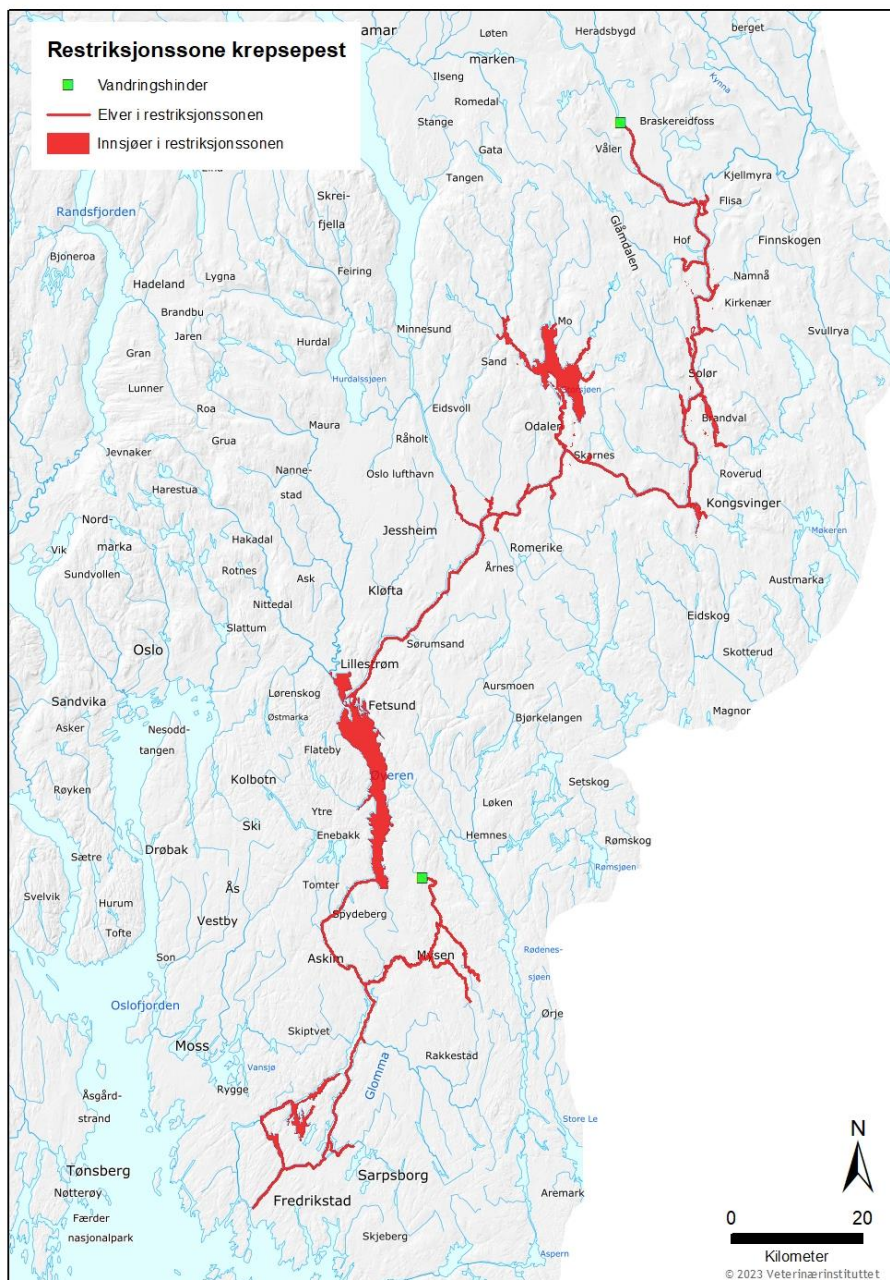 Restriksjonssone krepsepest
Vandringshinder
Elver i restriksjonssonen
Innsjøer i restriksjonssonen
amar
Løten
marken
Heradsbygd
berget
Kynna
Ilseng
Romedal
Stange
Gata
Tangen
Braskereidfoss
Våler
Kjellmyra
Flisa
Skrei-
fjella
Randsfjorden
Glåmdalen
Hof
Finnskogen
Bjoneroa
Hadeland
Lygna
Feiring
Namnå
Kirkenær
Brandbu
Jaren
Minnesund
Mo
Svullrya
Gran
Hurdal
Sand
Hurdalssjøen
Solør
Lunner
Roa
Eidsvoll
Brandval
Maura
Odalen
Grua
Råholt
Jevnaker
Skarnes
Nanne-
stad
Oslo lufthavn
Roverud
Harestua
Kongsvinger
Nord-
marka
Jessheim
Møkeren
Vik
Hakadal
Romerike
Sundvollen
Rotnes
Ask
Årnes
Austmarka
Kløfta
Nittedal
Eidskog
Slattum
Oslo
Sørumsand
Skotterud
Lillestrøm
Sandvika
Lørenskog
Aursmoen
Fetsund
Magnor
Østmarka
Bjørkelangen
Asker
Nesodd-
tangen
Flateby
Kolbotn
Øyeren
Setskog
Røyken
Løken
Ytre
Enebakk
Ski
Hemnes
Rømskog
Drøbak
Sætre
Rømsjøen
Ås
Tomter
Svelvik
Hurum
Vestby
Spydeberg
Tofte
Son
Askim
Mysen
Rødenes-
sjøen
Oslofjorden
Ørje
Skiptvet
Moss
Rakkestad
Vansjø
Glomma
Rygge
Åsgård-
strand
Store Le
Tønsberg
Sarpsborg
Nøtterøy
Fredrikstad
Aremark
Færder
nasjonalpark
Skjeberg
Aspern
N
0
20
Kilometer
© 2023 Veterinærinstituttet